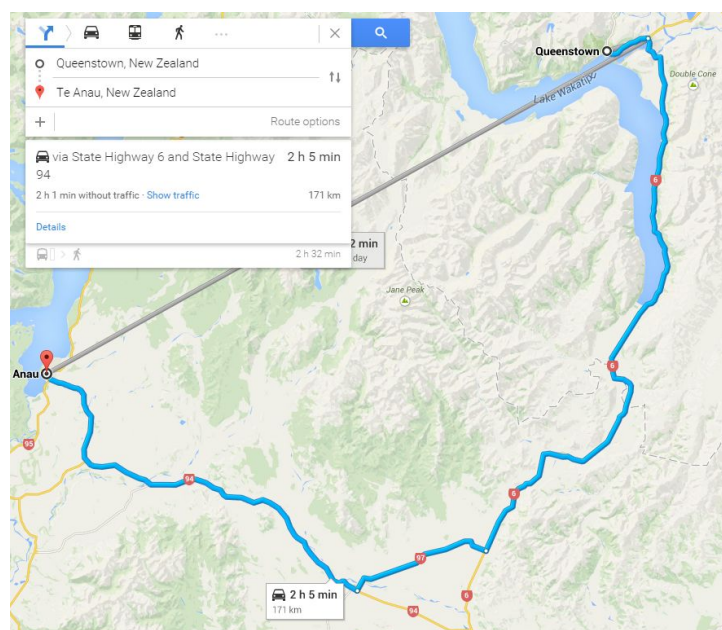 ...
Queenstown, New Zealand
Te Anau, New Zealand
+
Route options
via State Highway 6 and State Highway 2 h 5 min
94
2 h 1 min without traffic · Show traffic 171 km
Details
2 h 32 min
2 min
day
Queenstown
Lake Wakatipu
Double Cone
6
Jane Peak
6
Anau
95
94
6
97
2 h 5 min
171 km
6
94